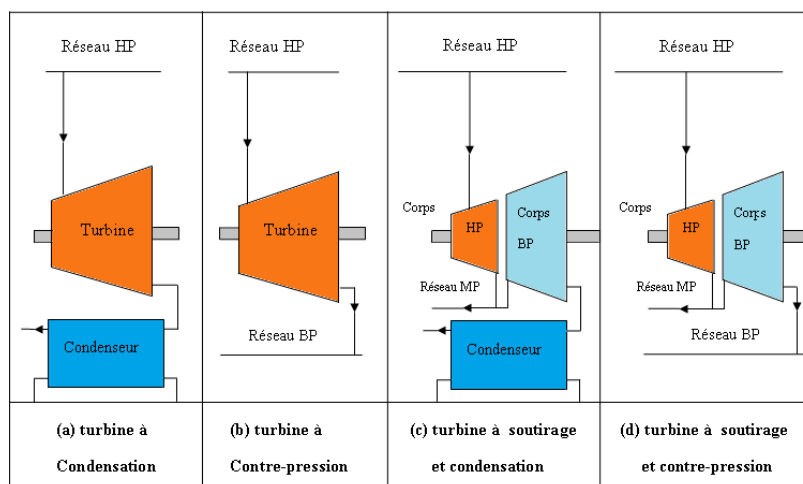 Réseau HP
Turbine
Condenseur
(a) turbine à
Condensation
Réseau HP
Turbine
Réseau BP
(b) turbine à
Contre-pression
Réseau HP
Corps
HP
Corps
BP
Réseau MP
Condenseur
(c) turbine à soutirage
et condensation
Réseau HP
Corps
HP
Corps
BP
Réseau MP
Réseau BP
(d) turbine à soutirage
et contre-pression